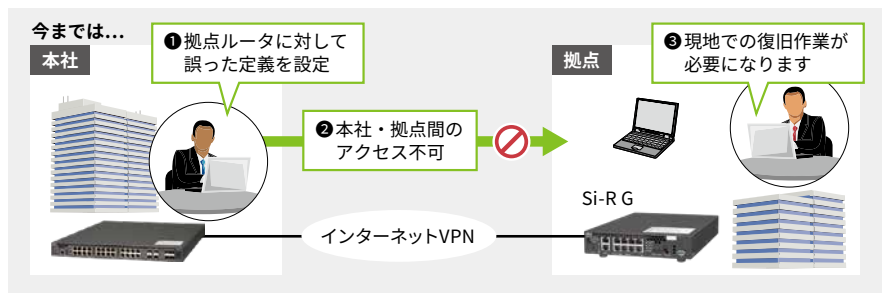 今までは...
本社
❶拠点ルータに対して
誤った定義を設定
❷本社・拠点間の
アクセス不可
拠点
❸現地での復旧作業が
必要になります
Si-R G
インターネットVPN